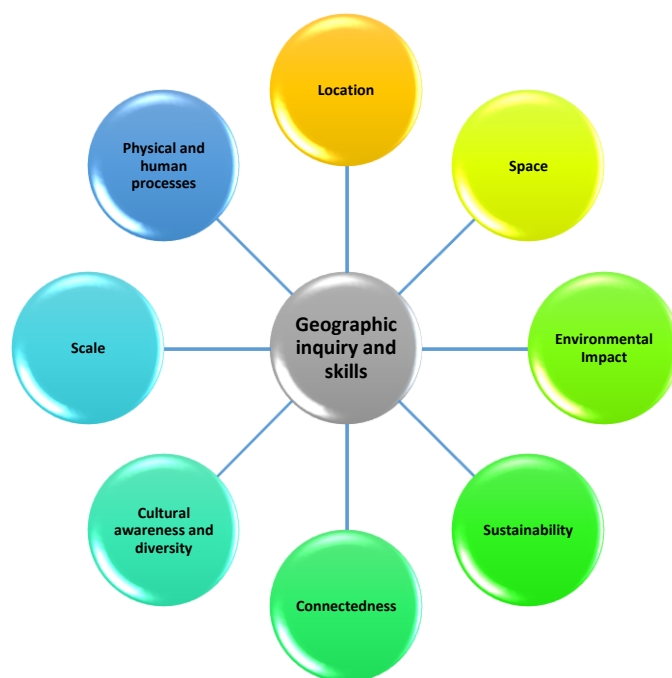 Location
Physical and
human
processes
Space
Geographic
inquiry and
skills
Scale
Environmental
Impact
Cultural
awareness and
diversity
Sustainability
Connectedness